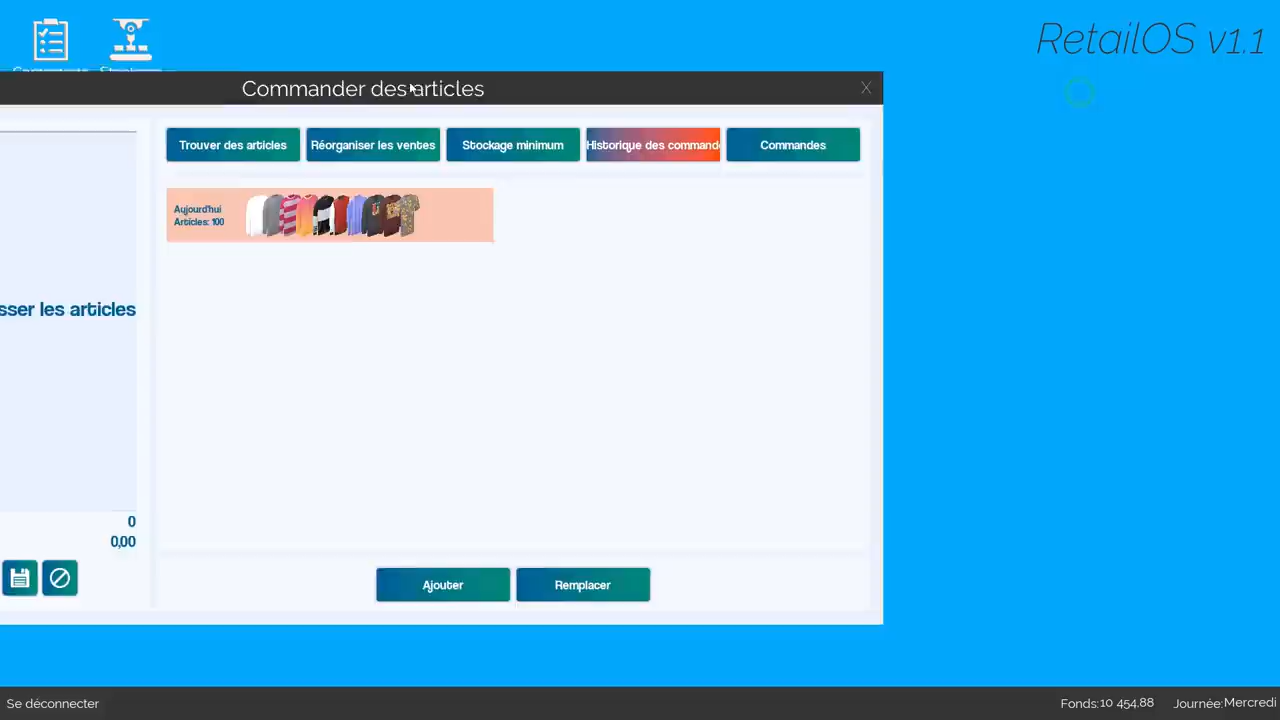 RetailOS v1.1
Commander des articles
X
Trouver des articles
Réorganiser les ventes
Stockage minimum
Historique des command
Commandes
Aujourd'hui
Articles: 100
sser les articles
0
0,00
Ajouter
Remplacer
Se déconnecter
Fonds:10 454.88
Journée:Mercredi